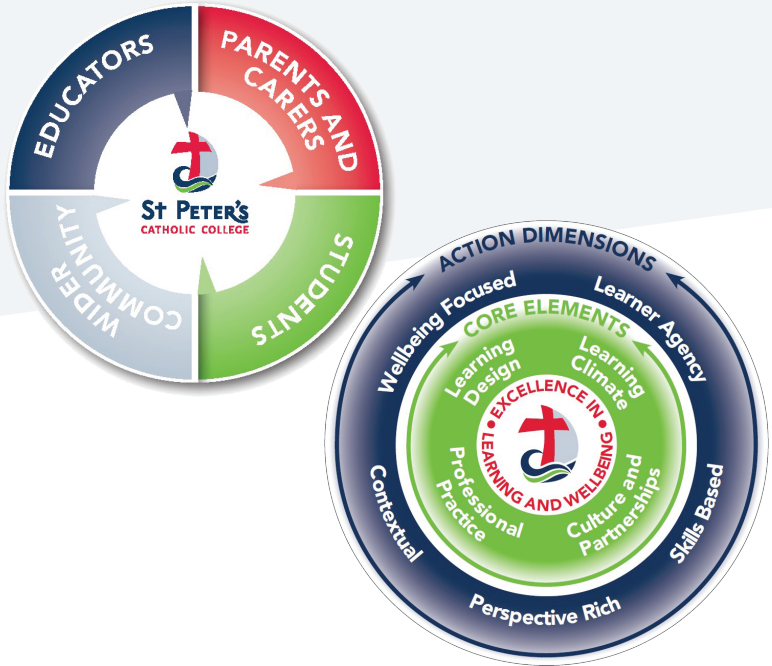 EDUCATORS
PARENTS AND
CARERS
STUDENTS
WIDER
COMMUNITY
St PETER'S
CATHOLIC COLLEGE
ACTION DIMENSIONS
Wellbeing Focused
Learner Agency
Skills Based
Perspective Rich
Contextual
CORE ELEMENTS
Learning
Design
Learning
Climate
Culture and
Partnerships
Professional
Practice
EXCELLENCE IN
• LEARNING AND WELLBEING •